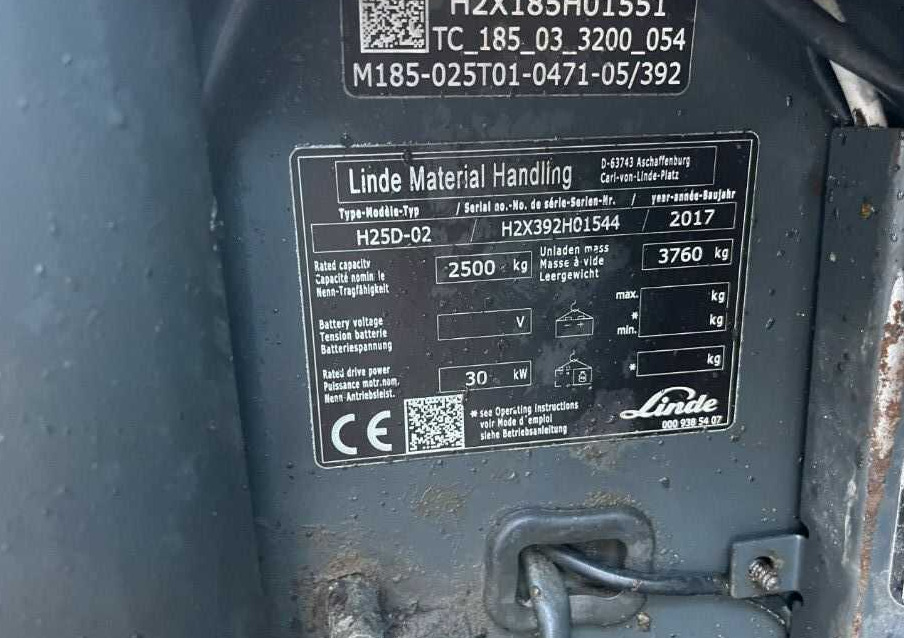 H2X185H01551
TC_185_03_3200_054
M185-025T01-0471-05/392
Linde Material Handling
D-63743 Aschaffenburg
Carl-von-Linde-Platz
Type-Modèle-Typ / Serial no.-No. de série-Serien-Nr. / year-année-Baujahr
H25D-02 / H2X392H01544 / 2017
Rated capacity
Capacité nominale
Nenn-Tragfähigkeit
2500 kg
Unladen mass
Masse à vide
Leergewicht
3760 kg
Battery voltage
Tension batterie
Batteriespannung
V
max. kg
*
min. kg
Rated drive power
Puissance motr.nom.
Nenn-Antriebsleist.
30 kW
* kg
CE
* see Operating Instructions
voir Mode d'emploi
siehe Betriebsanleitung
Linde
000 938 54 07